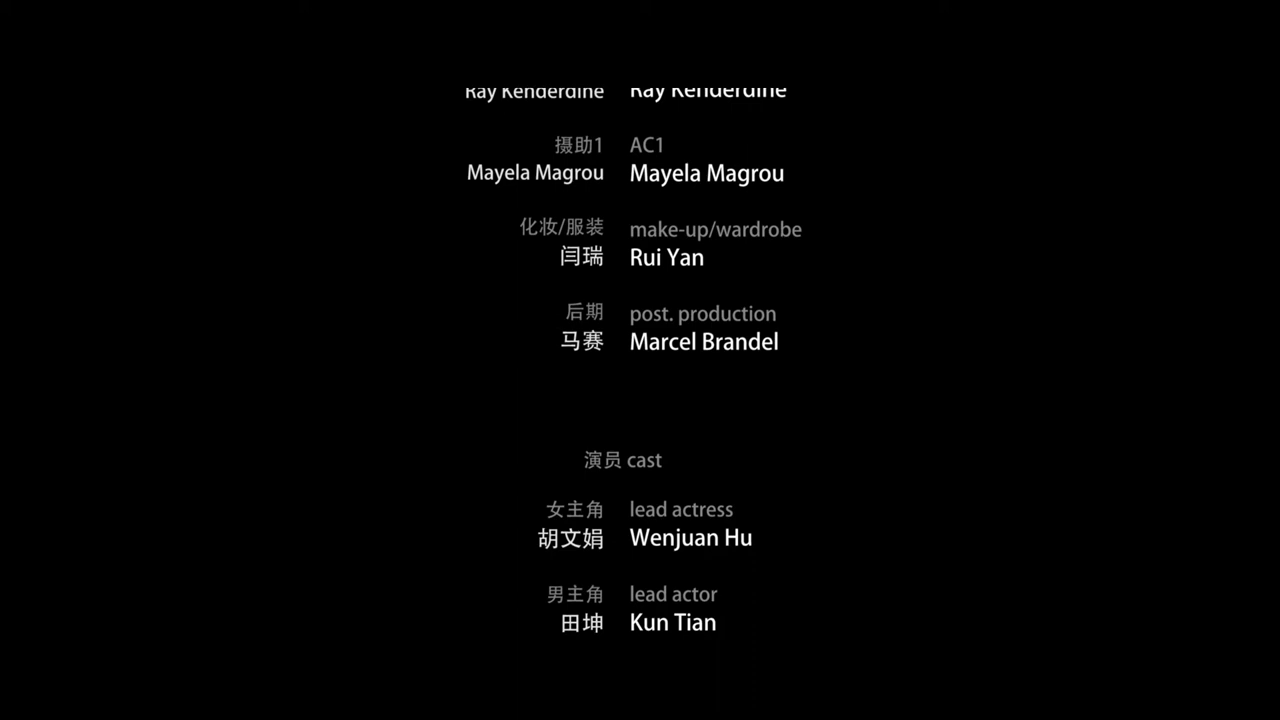 Ray Kenderdine Ray Kenderdine
摄助1 AC1
Mayela Magrou Mayela Magrou
化妆/服装 make-up/wardrobe
闫瑞 Rui Yan
后期 post. production
马赛 Marcel Brandel
演员 cast
女主角 lead actress
胡文娟 Wenjuan Hu
男主角 lead actor
田坤 Kun Tian